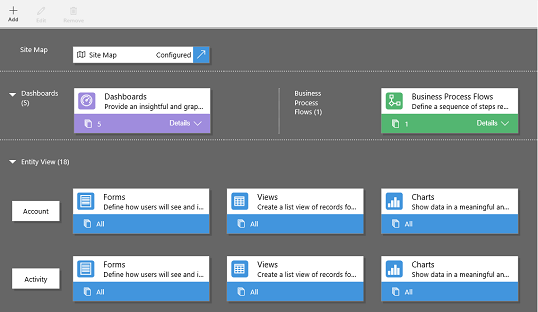 Add
Edit
Remove
Site Map
Site Map
Configured
Dashboards
(5)
Dashboards
Provide an insightful and grap...
5
Details
Business
Process
Flows (1)
Business Process Flows
Define a sequence of steps re...
1
Details
Entity View (18)
Account
Forms
Define how users will see and i...
All
Views
Create a list view of records fo...
All
Charts
Show data in a meaningful an...
All
Activity
Forms
Define how users will see and i...
All
Views
Create a list view of records fo...
All
Charts
Show data in a meaningful an...
All